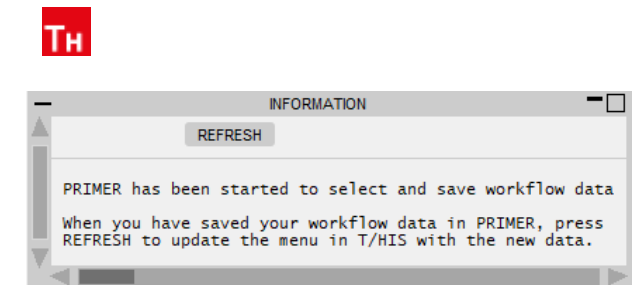 TH
INFORMATION
REFRESH
PRIMER has been started to select and save workflow data
When you have saved your workflow data in PRIMER, press
REFRESH to update the menu in T/HIS with the new data.